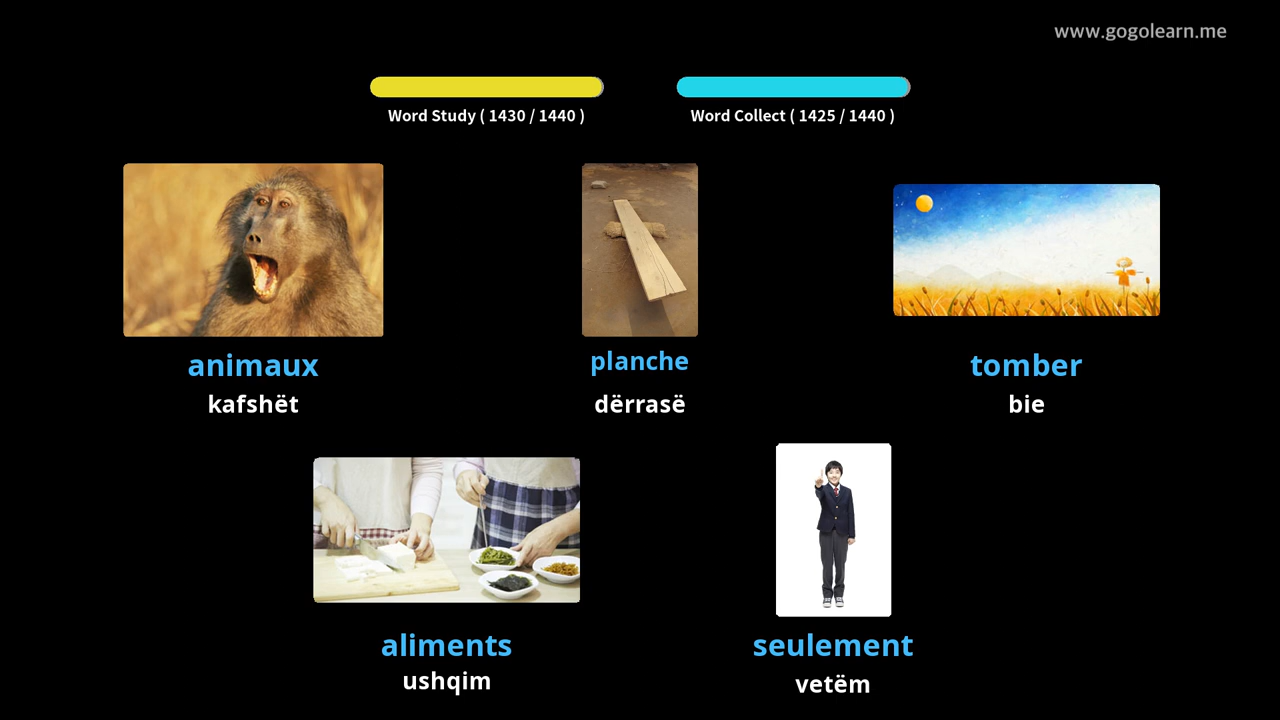 www.gogolearn.me
Word Study ( 1430 / 1440 )
Word Collect ( 1425 / 1440 )
animaux
kafshët
planche
dërrasë
tomber
bie
aliments
ushqim
seulement
vetëm